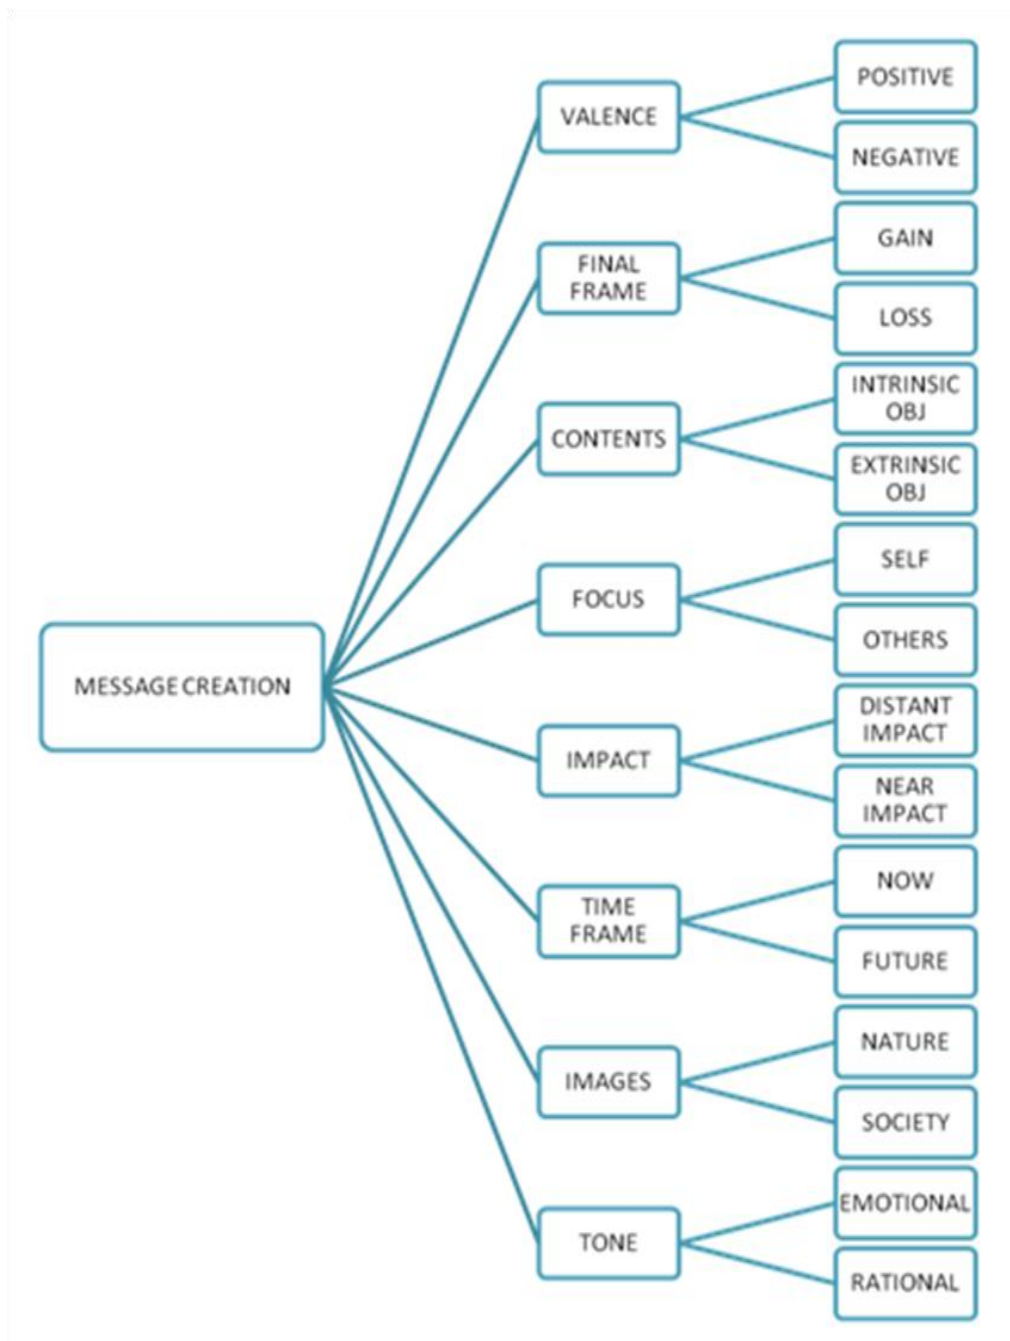 MESSAGE CREATION
VALENCE
POSITIVE
NEGATIVE
FINAL
FRAME
GAIN
LOSS
CONTENTS
INTRINSIC
OBJ
EXTRINSIC
OBJ
FOCUS
SELF
OTHERS
IMPACT
DISTANT
IMPACT
NEAR
IMPACT
TIME
FRAME
NOW
FUTURE
IMAGES
NATURE
SOCIETY
TONE
EMOTIONAL
RATIONAL